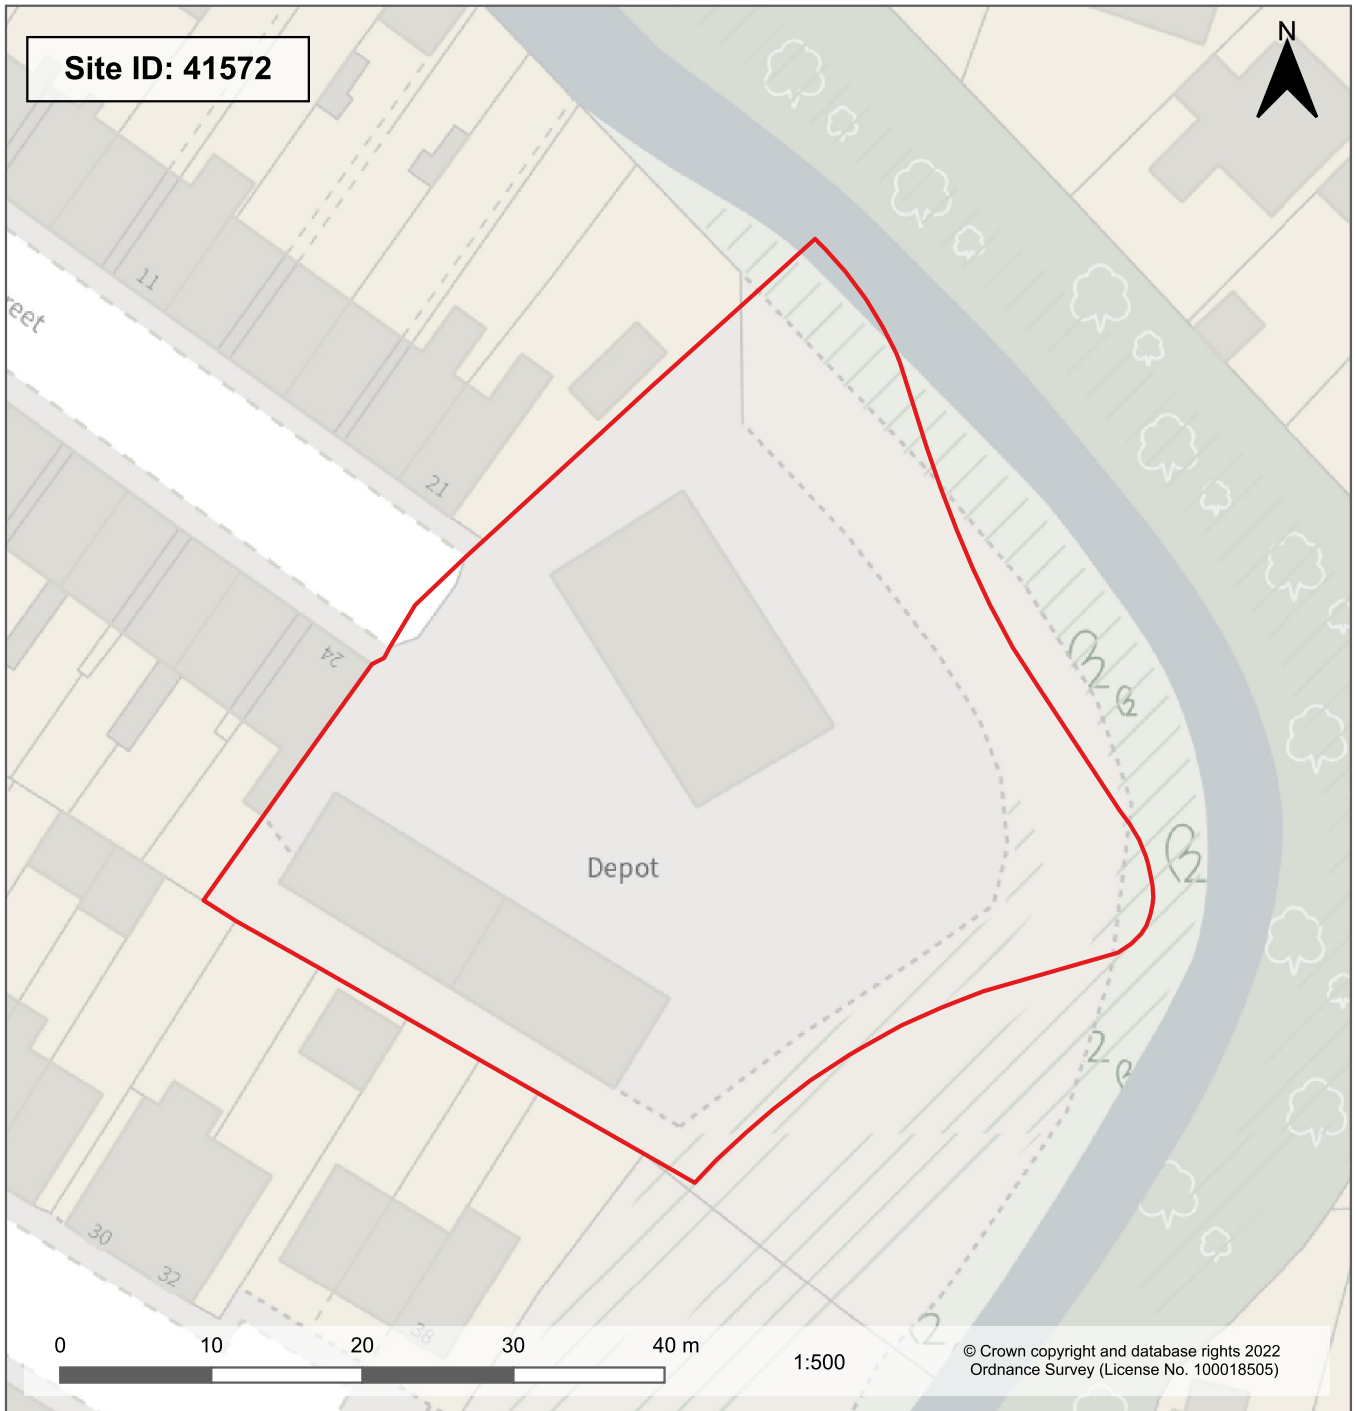 Site ID: 41572
N
11
reet
21
24
Depot
30
32
38
0 10 20 30 40 m
1:500
© Crown copyright and database rights 2022
Ordnance Survey (License No. 100018505)